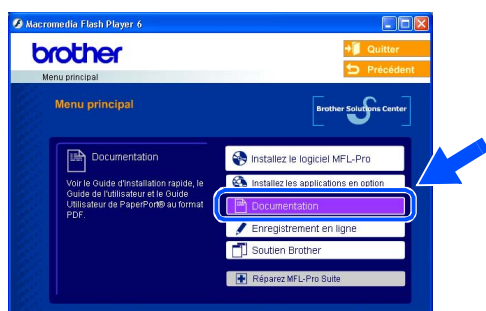 Macromedia Flash Player 6
brother
Quitter
Précédent
Menu principal
Menu principal
Brother Solutions Center
Documentation
Voir le Guide d'installation rapide, le
Guide de l'utilisateur et le Guide
Utilisateur de PaperPort® au format
PDF.
Installez le logiciel MFL-Pro
Installez les applications en option
Documentation
Enregistrement en ligne
Soutien Brother
Réparez MFL-Pro Suite